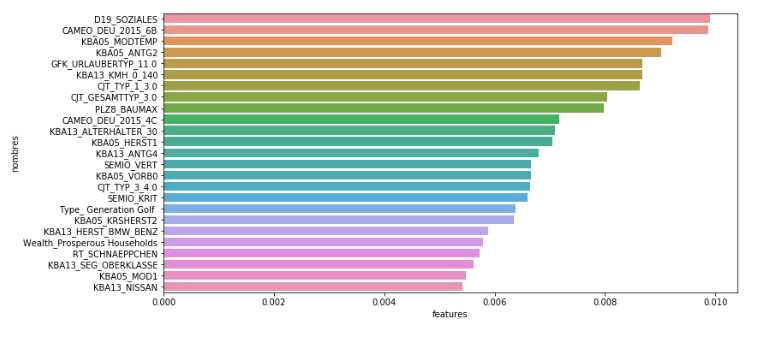 D19_SOZIALES
CAMEO_DEU_2015_6B
KBA05_MODTEMP
KBA05_ANTG2
GFK_URLAUBERTYP_11.0
KBA13_KMH_0_140
CJT_TYP_1_3.0
CJT_GESAMTTYP_3.0
PLZ8_BAUMAX
CAMEO_DEU_2015_4C
KBA13_ALTERHALTER_30
KBA05_HERST1
KBA13_ANTG4
SEMIO_VERT
KBA05_VORB0
CJT_TYP_3_4.0
SEMIO_KRIT
Type_ Generation Golf
KBA05_KRSHERST2
KBA13_HERST_BMW_BENZ
Wealth_Prosperous Households
RT_SCHNAEPPCHEN
KBA13_SEG_OBERKLASSE
KBA05_MOD1
KBA13_NISSAN
nombres
0.000 0.002 0.004 0.006 0.008 0.010
features